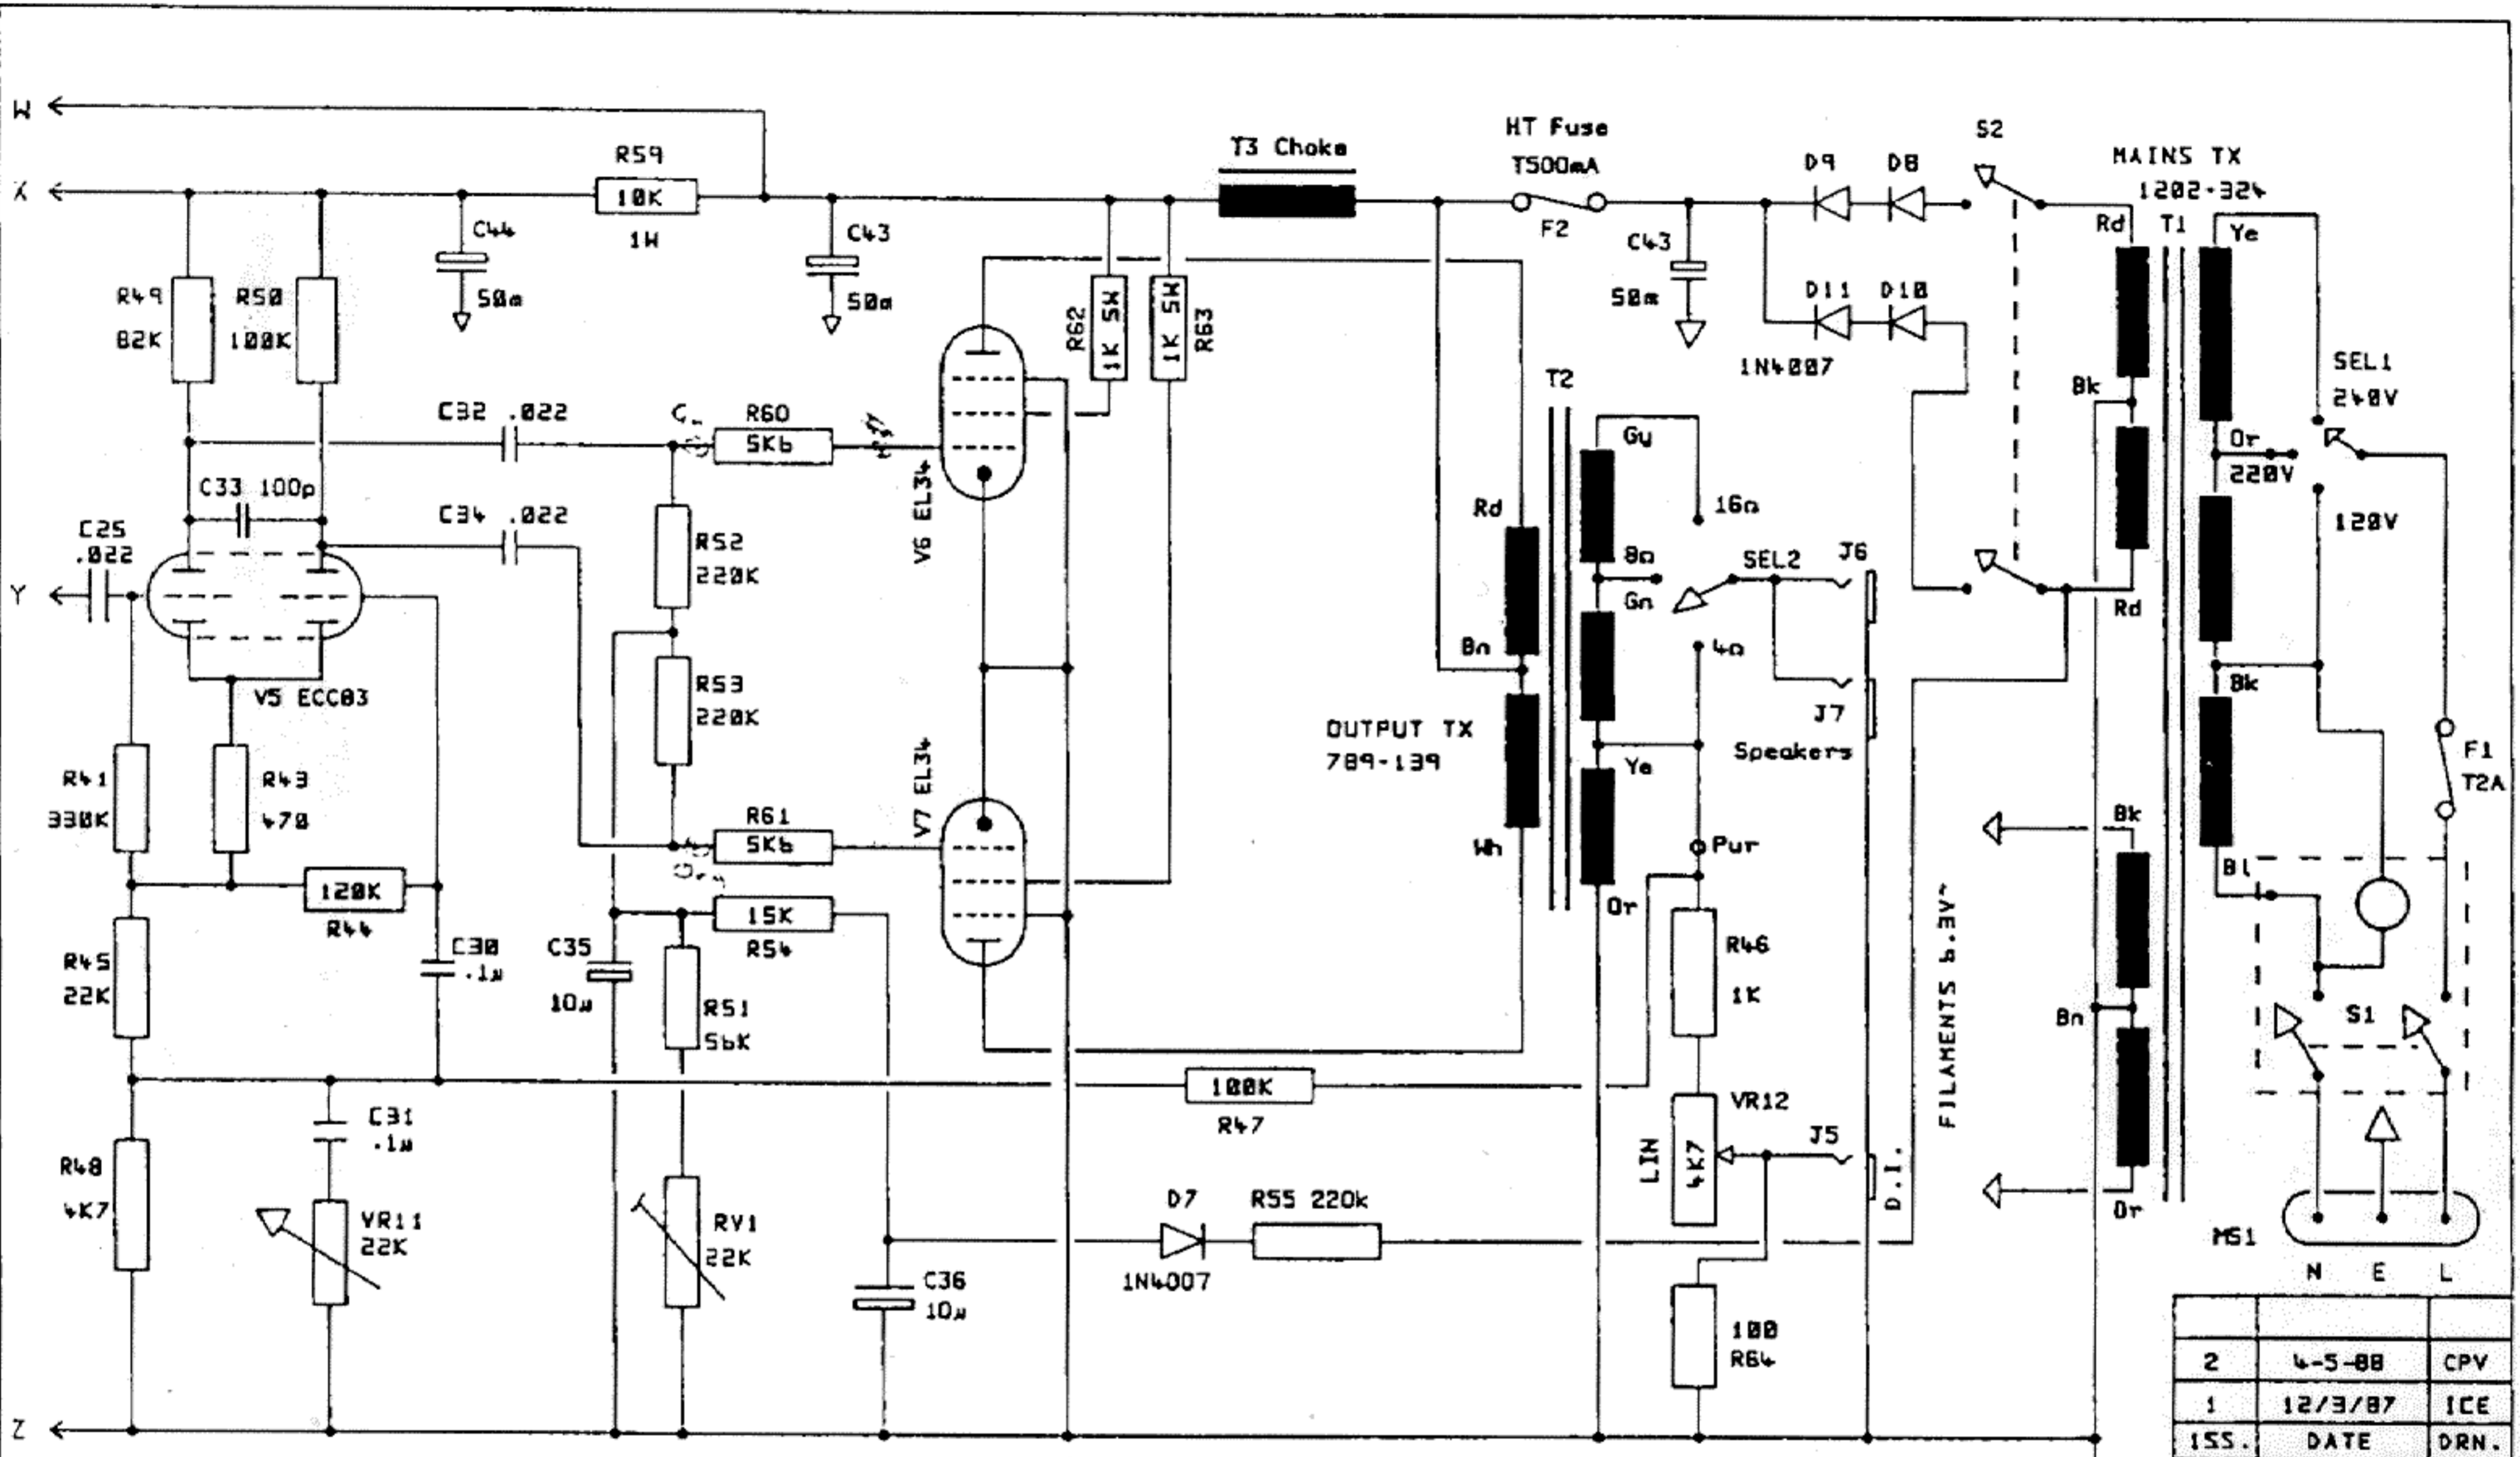 W
X
Y
Z
R59
10K
1W
C44
50m
C43
50m
T3 Choke
HT Fuse
T500mA
F2
C43
50m
D9
D8
D11
D10
1N4007
S2
MAINS TX
1202-324
Rd
T1
Ye
Bk
Rd
Or
220V
SEL1
240V
120V
Bk
Bl
F1
T2A
S1
MS1
N
E
L
R49
82K
R50
100K
C33 100p
C25
.022
V5 ECC83
C32 .022
C34 .022
R60
5K6
R52
220K
R53
220K
R61
5K6
V6 EL34
V7 EL34
R62
1K 5W
1K 5W
R63
T2
Rd
Bn
Wh
OUTPUT TX
789-139
Gy
16Ω
8Ω
Gn
4Ω
Ye
Or
SEL2
J6
J7
Speakers
Pur
R46
1K
VR12
LIN
4K7
J5
D.I.
100
R64
R41
330K
R43
470
120K
R44
R45
22K
C30
.1µ
C35
10µ
15K
R54
R51
56K
100K
R47
R48
4K7
C31
.1µ
VR11
22K
RV1
22K
C36
10µ
D7
1N4007
R55 220k
FILAMENTS 6.3V~
Bk
Bn
Or
2 4-5-88 CPV
1 12/3/87 ICE
ISS. DATE DRN.